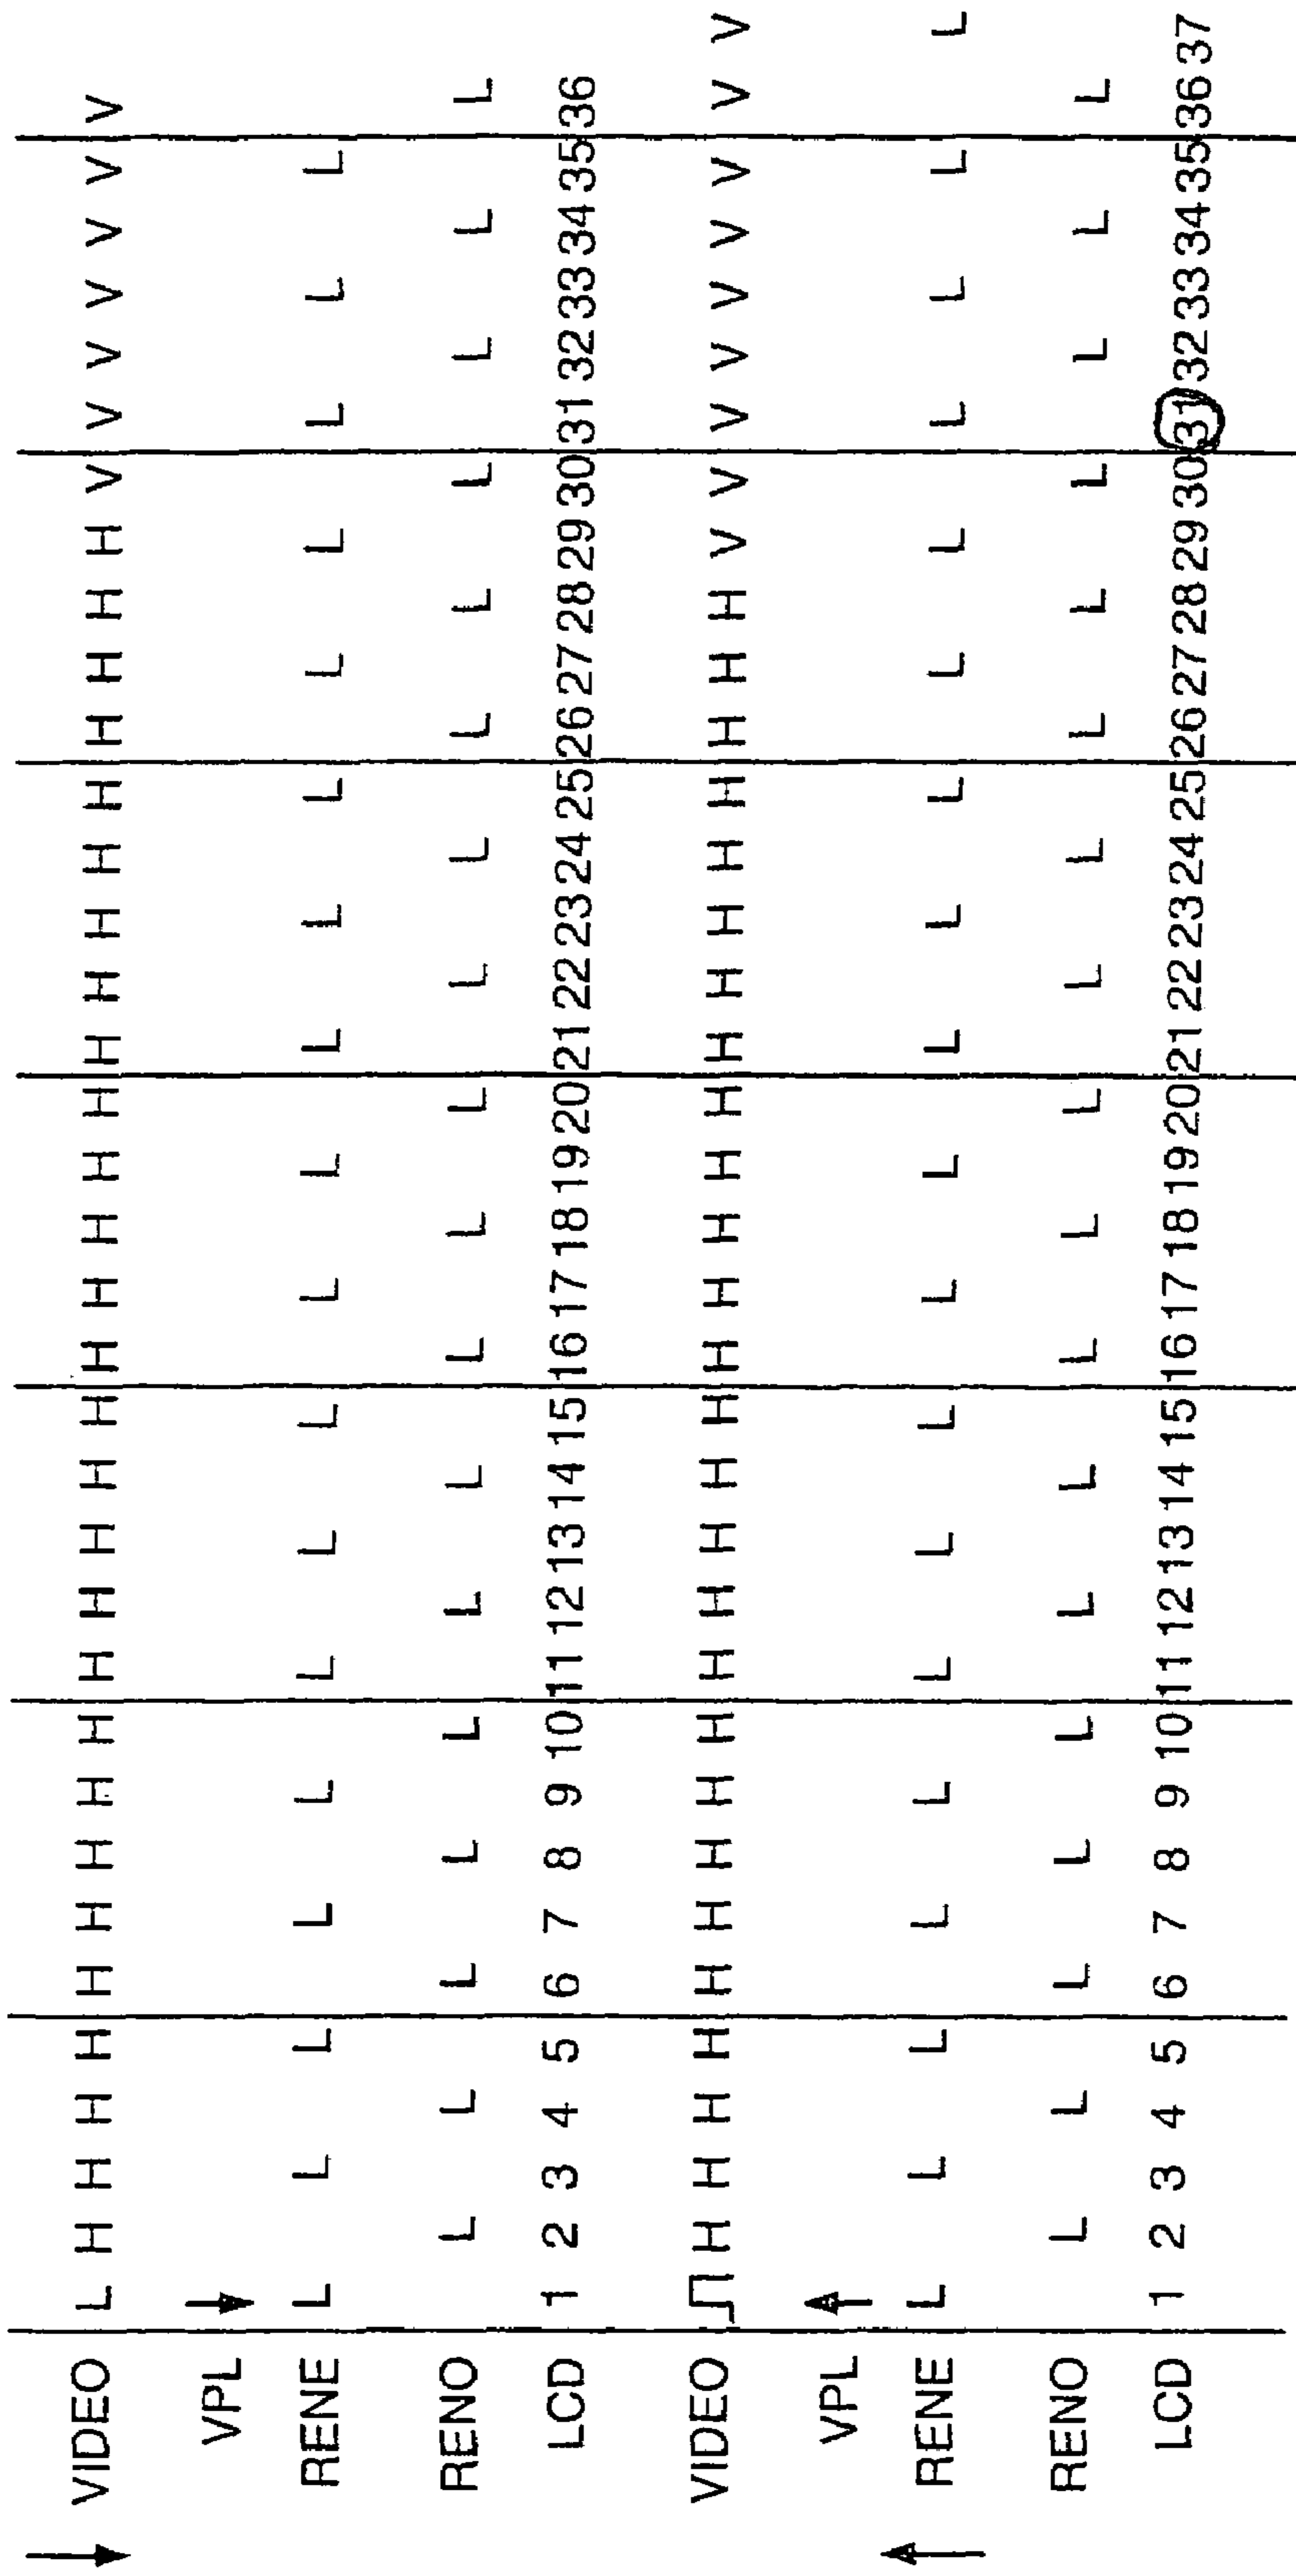 VIDEO L H H H H H H H H H H H H H H H H H H H H H H H H H H H H V V V V V V V
VPL
RENE L L L L L L L L L L L L L L L L L L
RENO L L L L L L L L L L L L L L L L L L
LCD 1 2 3 4 5 6 7 8 9 10 11 12 13 14 15 16 17 18 19 20 21 22 23 24 25 26 27 28 29 30 31 32 33 34 35 36
VIDEO H H H H H H H H H H H H H H H H H H H H H H H H H H H V V V V V V V V V
VPL
RENE L L L L L L L L L L L L L L L L L L L
RENO L L L L L L L L L L L L L L L L L L
LCD 1 2 3 4 5 6 7 8 9 10 11 12 13 14 15 16 17 18 19 20 21 22 23 24 25 26 27 28 29 30 31 32 33 34 35 36 37